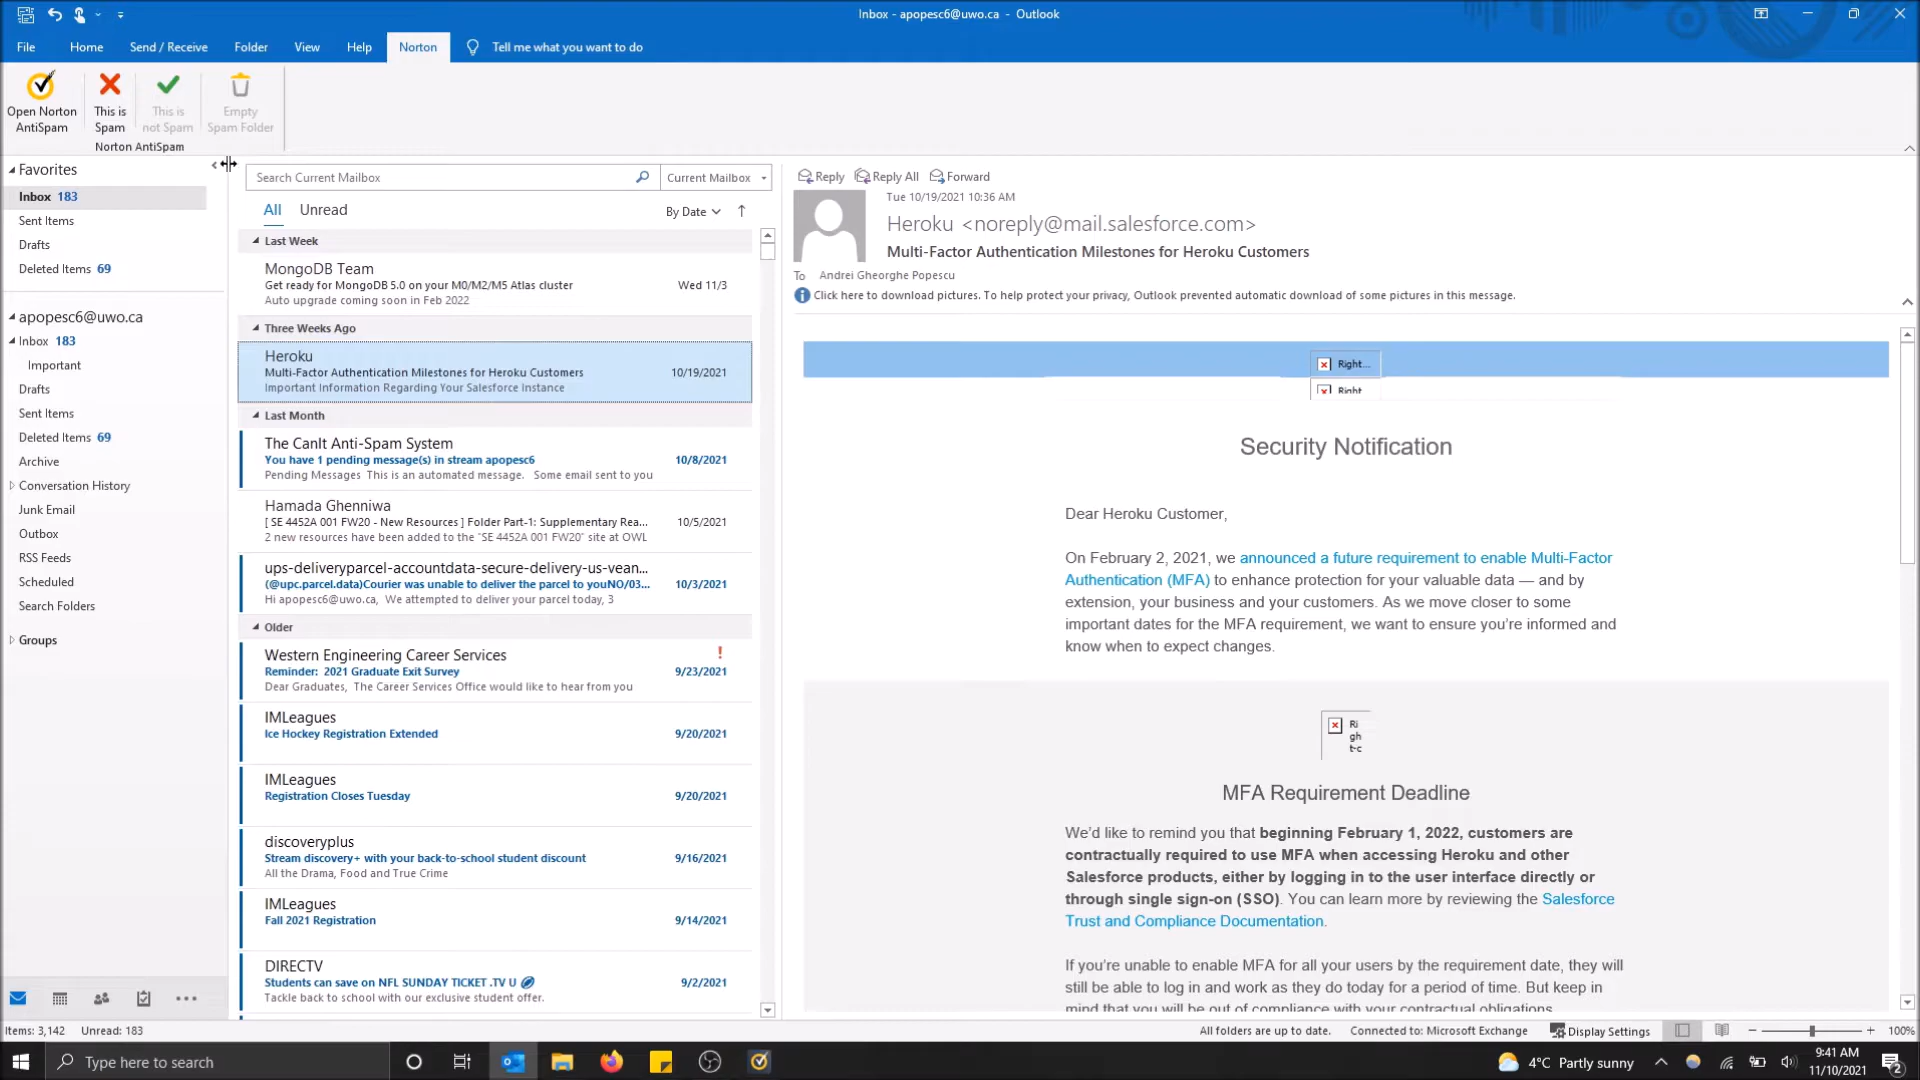 Inbox - apopesc6@uwo.ca - Outlook
File Home Send / Receive Folder View Help Norton Tell me what you want to do
Open Norton AntiSpam
This is Spam
This is not Spam
Empty Spam Folder
Norton AntiSpam
Favorites
Inbox 183
Sent Items
Drafts
Deleted Items 69
apopesc6@uwo.ca
Inbox 183
Important
Drafts
Sent Items
Deleted Items 69
Archive
Conversation History
Junk Email
Outbox
RSS Feeds
Scheduled
Search Folders
Groups
Items: 3,142 Unread: 183
Search Current Mailbox Current Mailbox
All Unread By Date
Last Week
MongoDB Team
Get ready for MongoDB 5.0 on your M0/M2/M5 Atlas cluster Wed 11/3
Auto upgrade coming soon in Feb 2022
Three Weeks Ago
Heroku
Multi-Factor Authentication Milestones for Heroku Customers 10/19/2021
Important Information Regarding Your Salesforce Instance
Last Month
The CanIt Anti-Spam System
You have 1 pending message(s) in stream apopesc6 10/8/2021
Pending Messages This is an automated message. Some email sent to you
Hamada Ghenniwa
[ SE 4452A 001 FW20 - New Resources ] Folder Part-1: Supplementary Rea... 10/5/2021
2 new resources have been added to the "SE 4452A 001 FW20" site at OWL
ups-deliveryparcel-accountdata-secure-delivery-us-vean...
(@upc.parcel.data)Courier was unable to deliver the parcel to youNO/03... 10/3/2021
Hi apopesc6@uwo.ca, We attempted to deliver your parcel today, 3
Older
Western Engineering Career Services !
Reminder: 2021 Graduate Exit Survey 9/23/2021
Dear Graduates, The Career Services Office would like to hear from you
IMLeagues
Ice Hockey Registration Extended 9/20/2021
IMLeagues
Registration Closes Tuesday 9/20/2021
discoveryplus
Stream discovery+ with your back-to-school student discount 9/16/2021
All the Drama, Food and True Crime
IMLeagues
Fall 2021 Registration 9/14/2021
DIRECTV
Students can save on NFL SUNDAY TICKET .TV U 9/2/2021
Tackle back to school with our exclusive student offer.
Reply Reply All Forward
Tue 10/19/2021 10:36 AM
Heroku <noreply@mail.salesforce.com>
Multi-Factor Authentication Milestones for Heroku Customers
To Andrei Gheorghe Popescu
Click here to download pictures. To help protect your privacy, Outlook prevented automatic download of some pictures in this message.
Right...
Right
Security Notification
Dear Heroku Customer,
On February 2, 2021, we announced a future requirement to enable Multi-Factor
Authentication (MFA) to enhance protection for your valuable data — and by
extension, your business and your customers. As we move closer to some
important dates for the MFA requirement, we want to ensure you're informed and
know when to expect changes.
Ri
gh
t-c
MFA Requirement Deadline
We'd like to remind you that beginning February 1, 2022, customers are
contractually required to use MFA when accessing Heroku and other
Salesforce products, either by logging in to the user interface directly or
through single sign-on (SSO). You can learn more by reviewing the Salesforce
Trust and Compliance Documentation.
If you're unable to enable MFA for all your users by the requirement date, they will
still be able to log in and work as they do today for a period of time. But keep in
mind that you will be out of compliance with your contractual obligations.
All folders are up to date. Connected to: Microsoft Exchange Display Settings 100%
Type here to search
4°C Partly sunny
9:41 AM
11/10/2021
2